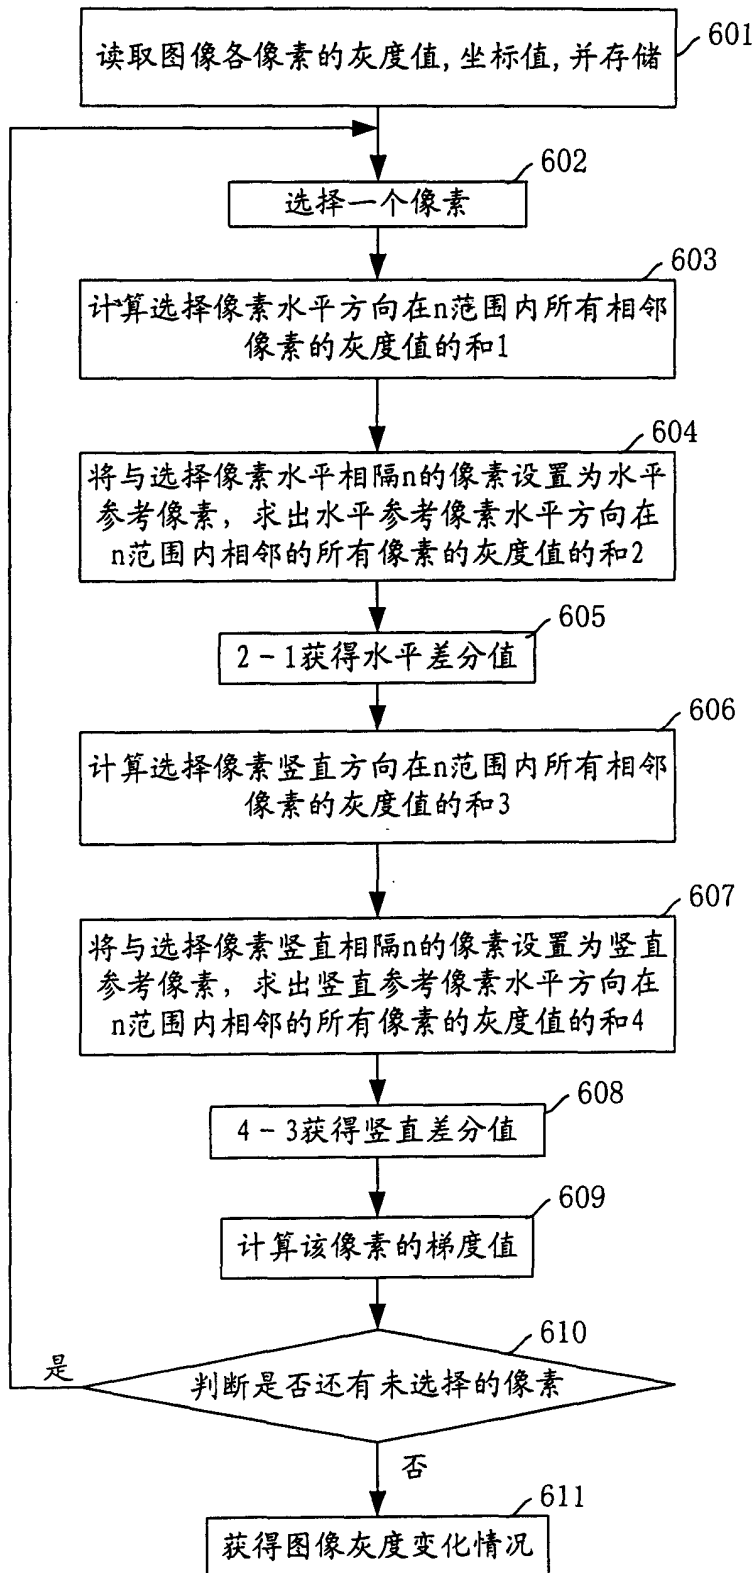 读取图像各像素的灰度值, 坐标值, 并存储
601
602
选择一个像素
603
计算选择像素水平方向在n范围内所有相邻
像素的灰度值的和1
604
将与选择像素水平相隔n的像素设置为水平
参考像素，求出水平参考像素水平方向在
n范围内相邻的所有像素的灰度值的和2
605
2－1获得水平差分值
606
计算选择像素竖直方向在n范围内所有相邻
像素的灰度值的和3
607
将与选择像素竖直相隔n的像素设置为竖直
参考像素，求出竖直参考像素水平方向在
n范围内相邻的所有像素的灰度值的和4
608
4－3获得竖直差分值
609
计算该像素的梯度值
610
是
判断是否还有未选择的像素
否
611
获得图像灰度变化情况